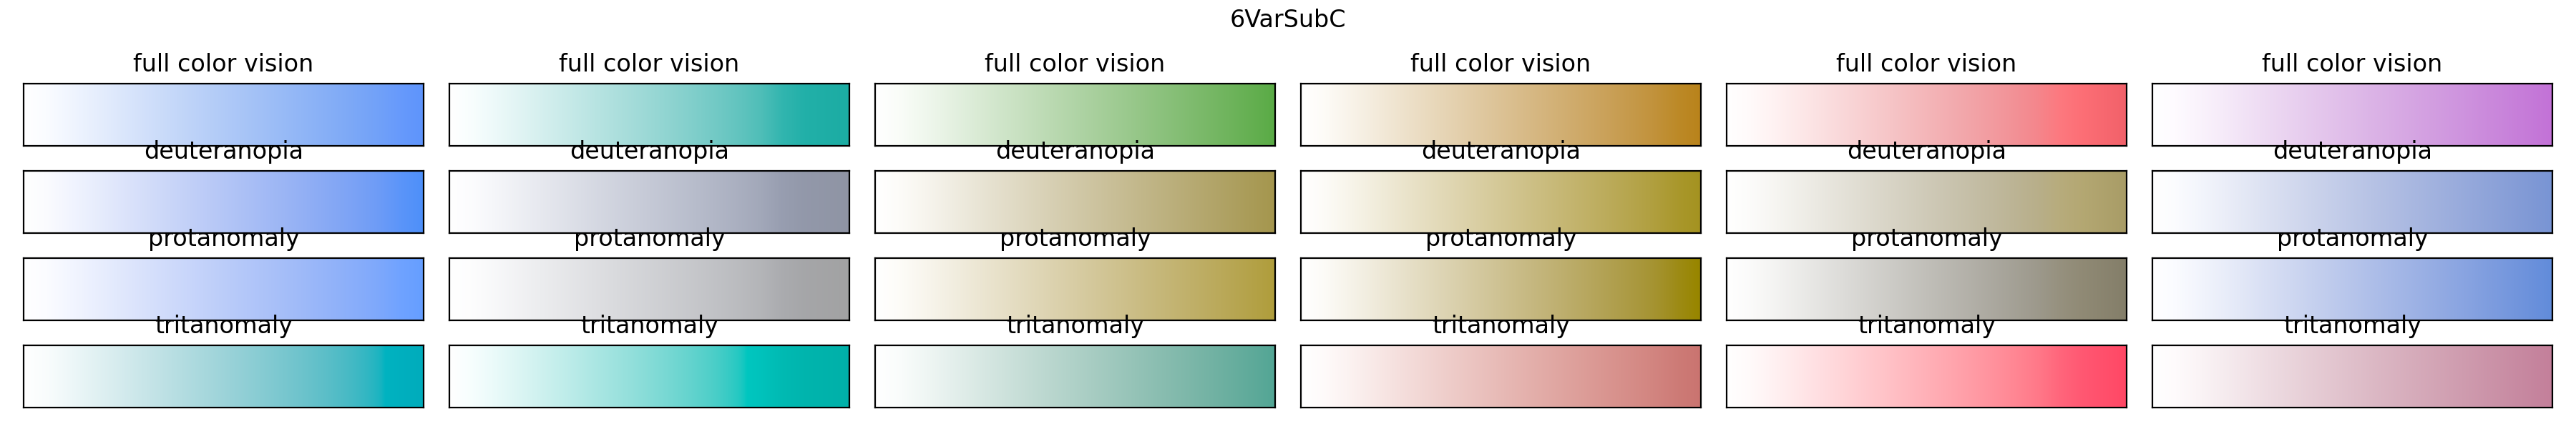 6VarSubC
full color vision full color vision full color vision full color vision full color vision full color vision
deuteranopia deuteranopia deuteranopia deuteranopia deuteranopia deuteranopia
protanomaly protanomaly protanomaly protanomaly protanomaly protanomaly
tritanomaly tritanomaly tritanomaly tritanomaly tritanomaly tritanomaly